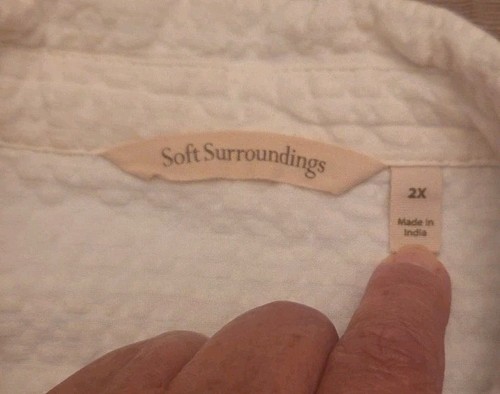 Soft Surroundings
2X
Made in
India